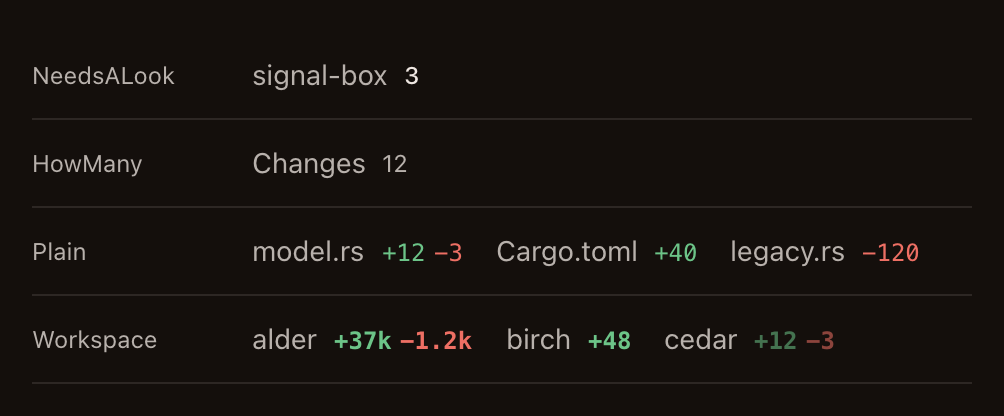 NeedsALook signal-box 3
HowMany Changes 12
Plain model.rs +12 −3 Cargo.toml +40 legacy.rs −120
Workspace alder +37k −1.2k birch +48 cedar +12 −3